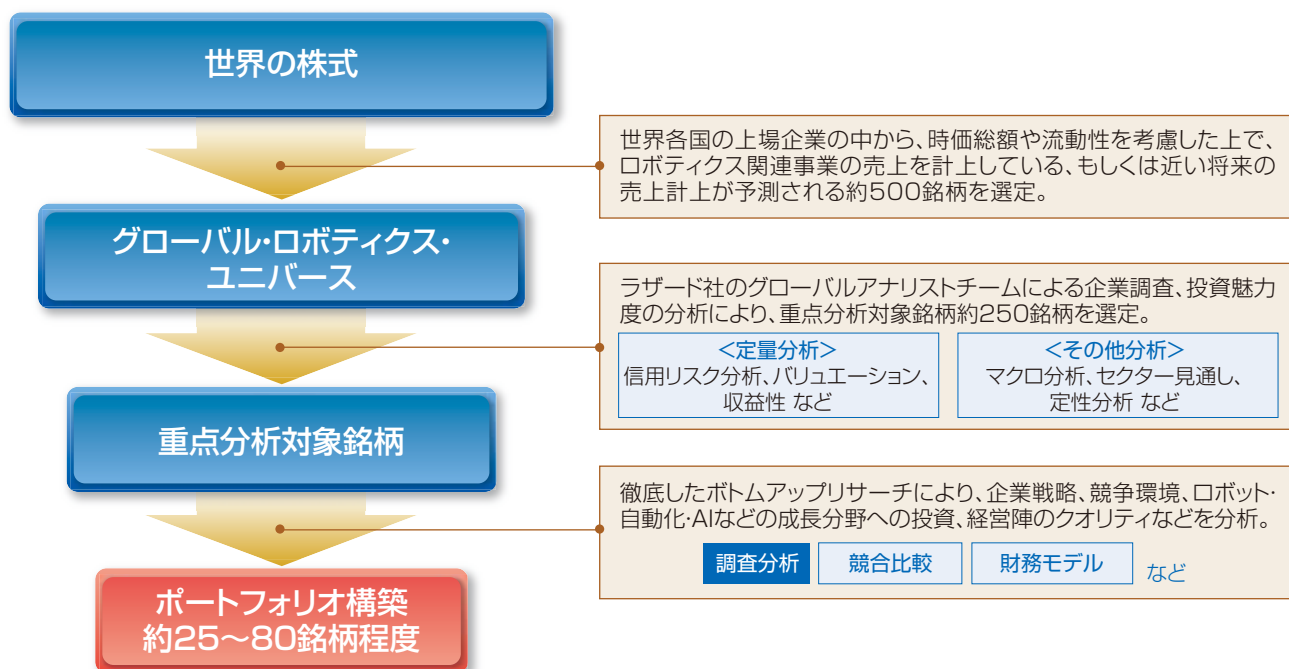 世界の株式
世界各国の上場企業の中から、時価総額や流動性を考慮した上で、
ロボティクス関連事業の売上を計上している、もしくは近い将来の
売上計上が予測される約500銘柄を選定。
グローバル・ロボティクス・
ユニバース
ラザード社のグローバルアナリストチームによる企業調査、投資魅力
度の分析により、重点分析対象銘柄約250銘柄を選定。
<定量分析>
信用リスク分析、バリュエーション、
収益性 など
<その他分析>
マクロ分析、セクター見通し、
定性分析 など
重点分析対象銘柄
徹底したボトムアップリサーチにより、企業戦略、競争環境、ロボット・
自動化・AIなどの成長分野への投資、経営陣のクオリティなどを分析。
調査分析
競合比較
財務モデル
など
ポートフォリオ構築
約25～80銘柄程度